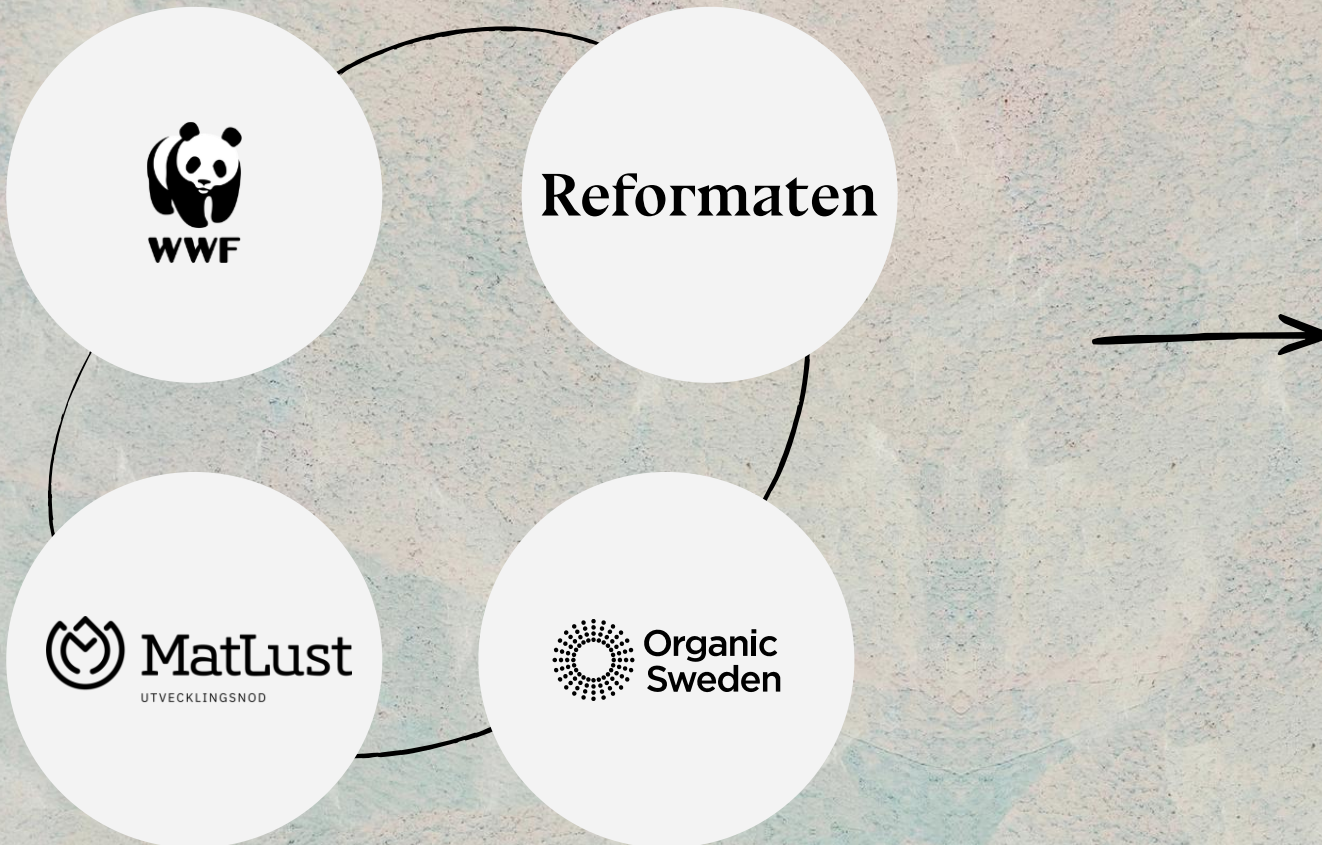 WWF
Reformaten
MatLust
UTVECKLINGSNOD
Organic
Sweden